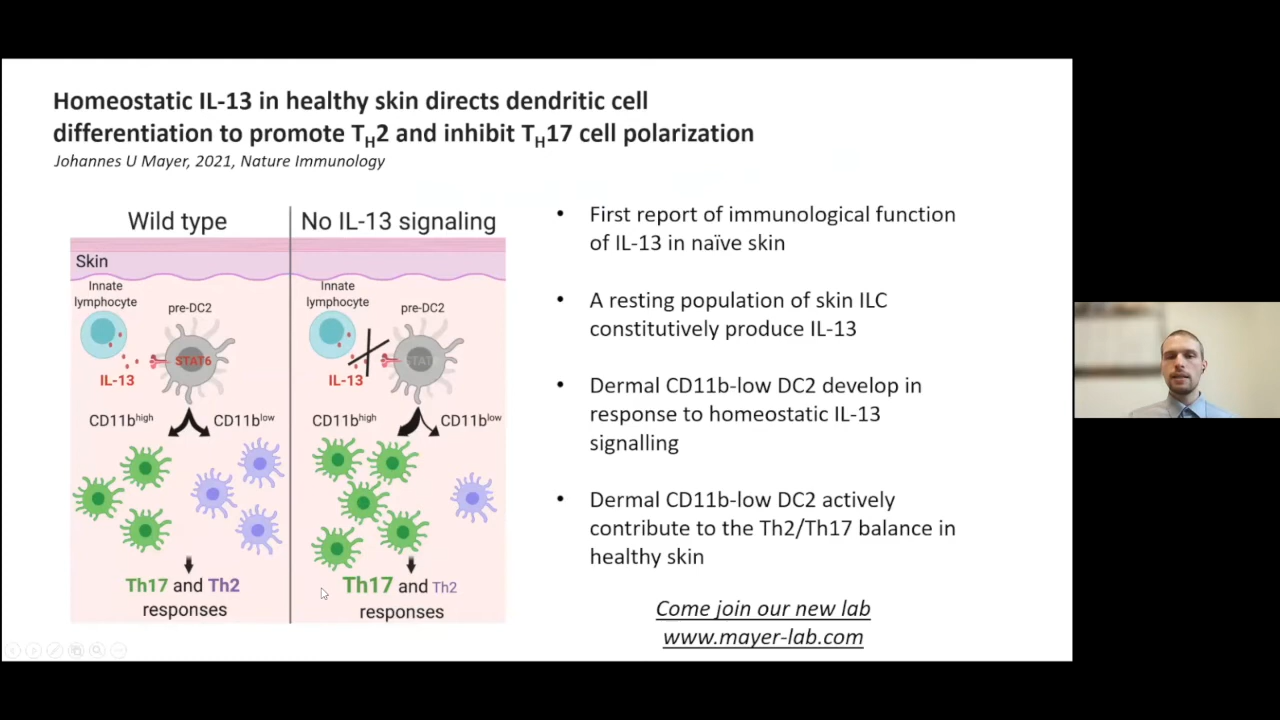 Homeostatic IL-13 in healthy skin directs dendritic cell
differentiation to promote TH2 and inhibit TH17 cell polarization
Johannes U Mayer, 2021, Nature Immunology
Wild type
No IL-13 signaling
Skin
Innate
lymphocyte
pre-DC2
STAT6
IL-13
CD11bhigh
CD11blow
Th17 and Th2
responses
Innate
lymphocyte
pre-DC2
STAT
IL-13
CD11bhigh
CD11blow
Th17 and Th2
responses
• First report of immunological function
of IL-13 in naïve skin
• A resting population of skin ILC
constitutively produce IL-13
• Dermal CD11b-low DC2 develop in
response to homeostatic IL-13
signalling
• Dermal CD11b-low DC2 actively
contribute to the Th2/Th17 balance in
healthy skin
Come join our new lab
www.mayer-lab.com